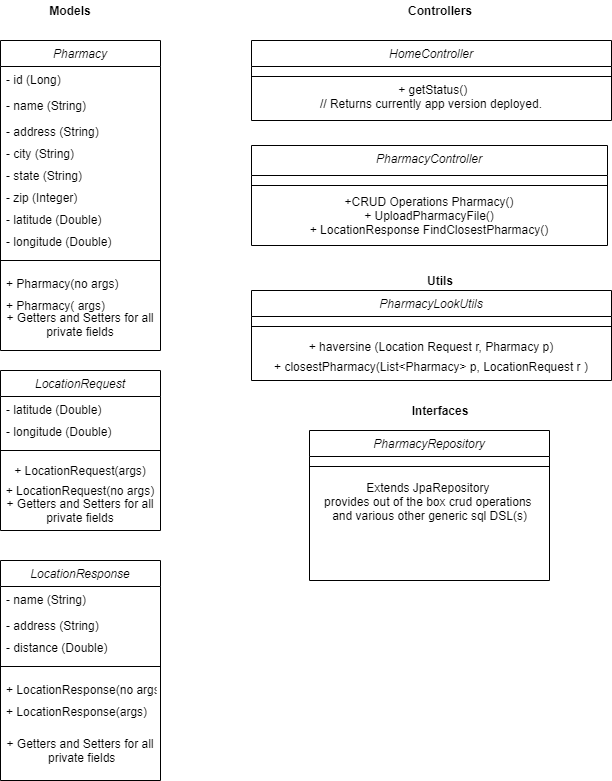 Models
Pharmacy
- id (Long)
- name (String)
- address (String)
- city (String)
- state (String)
- zip (Integer)
- latitude (Double)
- longitude (Double)
+ Pharmacy(no args)
+ Pharmacy( args)
+ Getters and Setters for all
private fields
LocationRequest
- latitude (Double)
- longitude (Double)
+ LocationRequest(args)
+ LocationRequest(no args)
+ Getters and Setters for all
private fields
LocationResponse
- name (String)
- address (String)
- distance (Double)
+ LocationResponse(no args
+ LocationResponse(args)
+ Getters and Setters for all
private fields
Controllers
HomeController
+ getStatus()
// Returns currently app version deployed.
PharmacyController
+CRUD Operations Pharmacy()
+ UploadPharmacyFile()
+ LocationResponse FindClosestPharmacy()
Utils
PharmacyLookUtils
+ haversine (Location Request r, Pharmacy p)
+ closestPharmacy(List<Pharmacy> p, LocationRequest r )
Interfaces
PharmacyRepository
Extends JpaRepository
provides out of the box crud operations
and various other generic sql DSL(s)